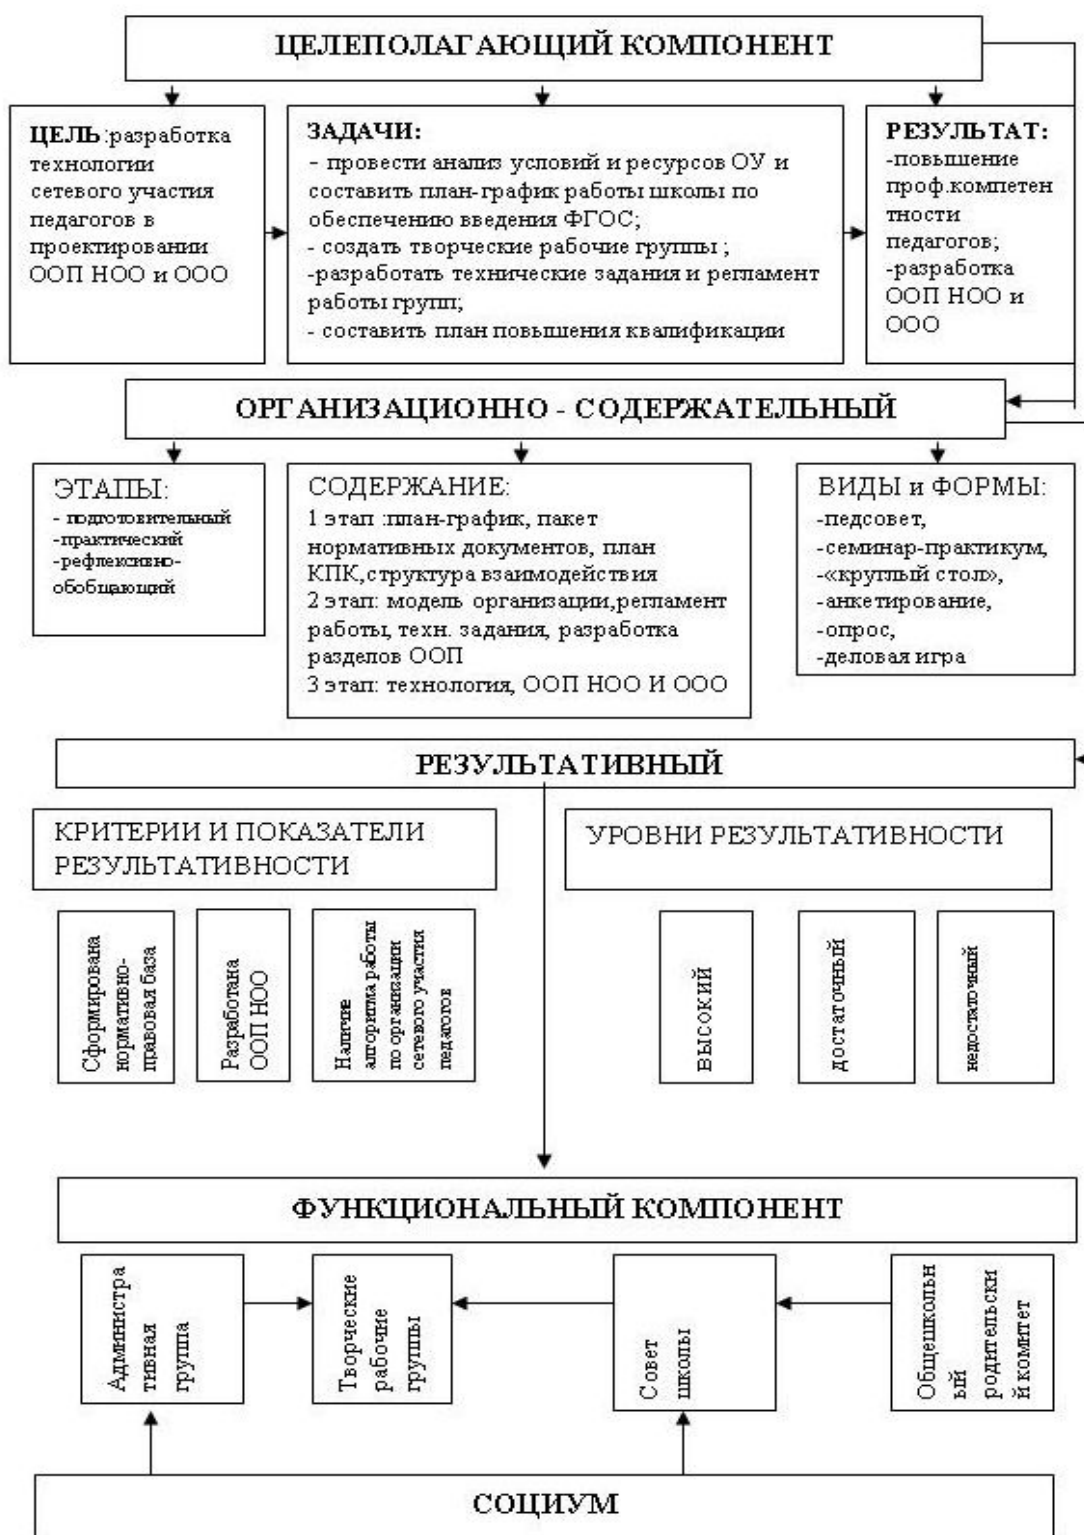 ЦЕЛЕПОЛАГАЮЩИЙ КОМПОНЕНТ
ЦЕЛЬ:разработка
технологии
сетевого участия
педагогов в
проектировании
ООП НОО и ООО
ЗАДАЧИ:
- провести анализ условий и ресурсов ОУ и
составить план-график работы школы по
обеспечению введения ФГОС;
- создать творческие рабочие группы ;
-разработать технические задания и регламент
работы групп;
- составить план повышения квалификации
РЕЗУЛЬТАТ:
-повышение
проф.компетен
тности
педагогов;
-разработка
ООП НОО и
ООО
ОРГАНИЗАЦИОННО - СОДЕРЖАТЕЛЬНЫЙ
ЭТАПЫ:
- подготовительный
-практический
-рефлексивно-
обобщающий
СОДЕРЖАНИЕ:
1 этап :план-график, пакет
нормативных документов, план
КПК,структура взаимодействия
2 этап: модель организации,регламент
работы, техн. задания, разработка
разделов ООП
3 этап: технология, ООП НОО И ООО
ВИДЫ и ФОРМЫ:
-педсовет,
-семинар-практикум,
-«круглый стол»,
-анкетирование,
-опрос,
-деловая игра
РЕЗУЛЬТАТИВНЫЙ
КРИТЕРИИ И ПОКАЗАТЕЛИ
РЕЗУЛЬТАТИВНОСТИ
УРОВНИ РЕЗУЛЬТАТИВНОСТИ
Сформирована
нормативно-
правовая база
Разработана
ООП НОО
Наличие
алгоритма работы
по организации
сетевого участия
педагогов
высокий
достаточный
недостаточный
ФУНКЦИОНАЛЬНЫЙ КОМПОНЕНТ
Администра
тивная
группа
Творческие
рабочие
группы
Совет
школы
Общешкольн
ый
родительски
й комитет
СОЦИУМ